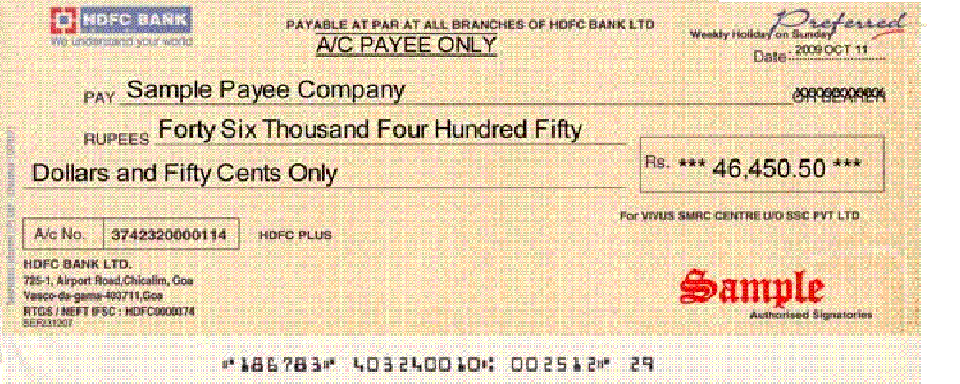 HDFC BANK
We understand your world
PAYABLE AT PAR AT ALL BRANCHES OF HDFC BANK LTD
A/C PAYEE ONLY
Preferred
Weekly Holiday on Sunday
Date 2009 OCT 11
PAY Sample Payee Company OR BEARER
RUPEES Forty Six Thousand Four Hundred Fifty
Dollars and Fifty Cents Only
Rs. *** 46,450.50 ***
For VIVUS SMRC CENTRE U/O SSC PVT LTD
A/c No. 3742320000114 HDFC PLUS
HDFC BANK LTD.
725-1, Airport Road, Chicalim, Goa
Vasco-da-gama-403711, Goa
RTGS / NEFT IFSC : HDFC0000374
SEP231207
Sample
Authorised Signatories
⑈186783⑈ 403240010⑆ 002512⑈ 29